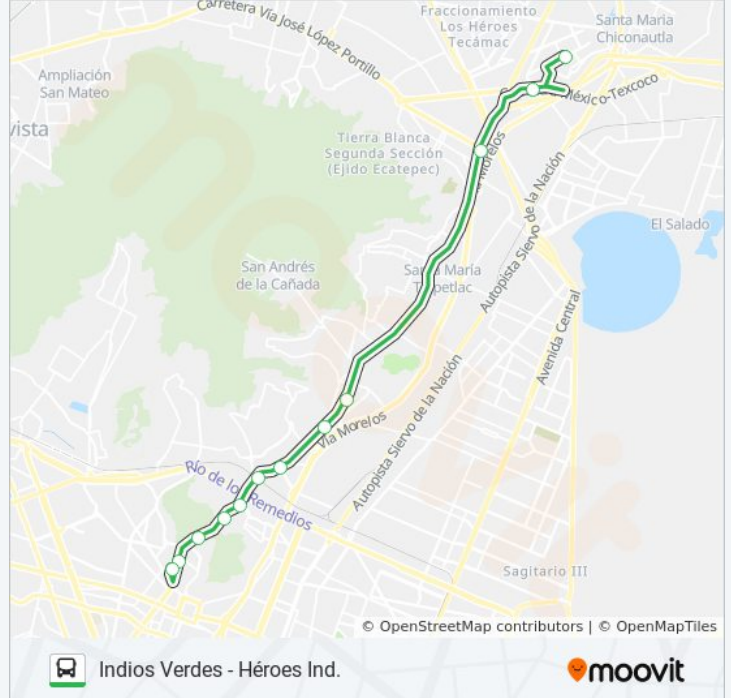 Carretera Vía José López Portillo
Fraccionamiento
Los Héroes
Tecámac
Santa María
Chiconautla
Ampliación
San Mateo
vista
México-Texcoco
Tierra Blanca
Segunda Sección
(Ejido Ecatepec)
Morelos
Autopista Siervo de la Nación
El Salado
San Andrés
de la Cañada
Avenida Central
Vía Morelos
Autopista Siervo de la Nación
Río de los Remedios
Sagitario III
© OpenStreetMap contributors | © OpenMapTiles
Indios Verdes - Héroes Ind.
moovit